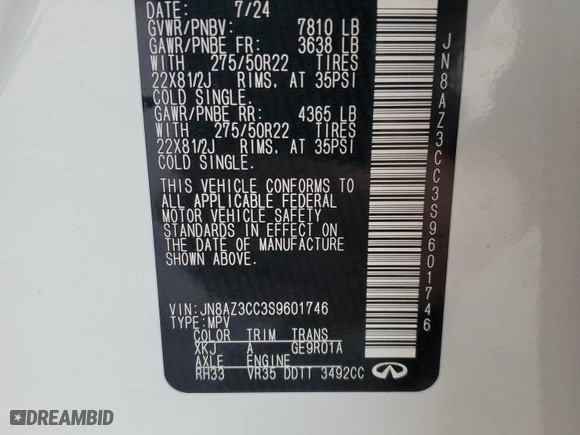 DATE: 7/24
GVWR/PNBV: 7810 LB
GAWR/PNBE FR: 3638 LB
WITH 275/50R22 TIRES
22X81/2J RIMS, AT 35PSI
COLD SINGLE.
GAWR/PNBE RR: 4365 LB
WITH 275/50R22 TIRES
22X81/2J RIMS, AT 35PSI
COLD SINGLE.
THIS VEHICLE CONFORMS TO
ALL APPLICABLE FEDERAL
MOTOR VEHICLE SAFETY
STANDARDS IN EFFECT ON
THE DATE OF MANUFACTURE
SHOWN ABOVE.
VIN:JN8AZ3CC3S9601746
TYPE:MPV
COLOR TRIM TRANS
XKJ A GE9R01A
AXLE ENGINE
RH33 VR35 DDTT 3492CC
JN8AZ3CC3S9601746
INFINITI
DREAMBID